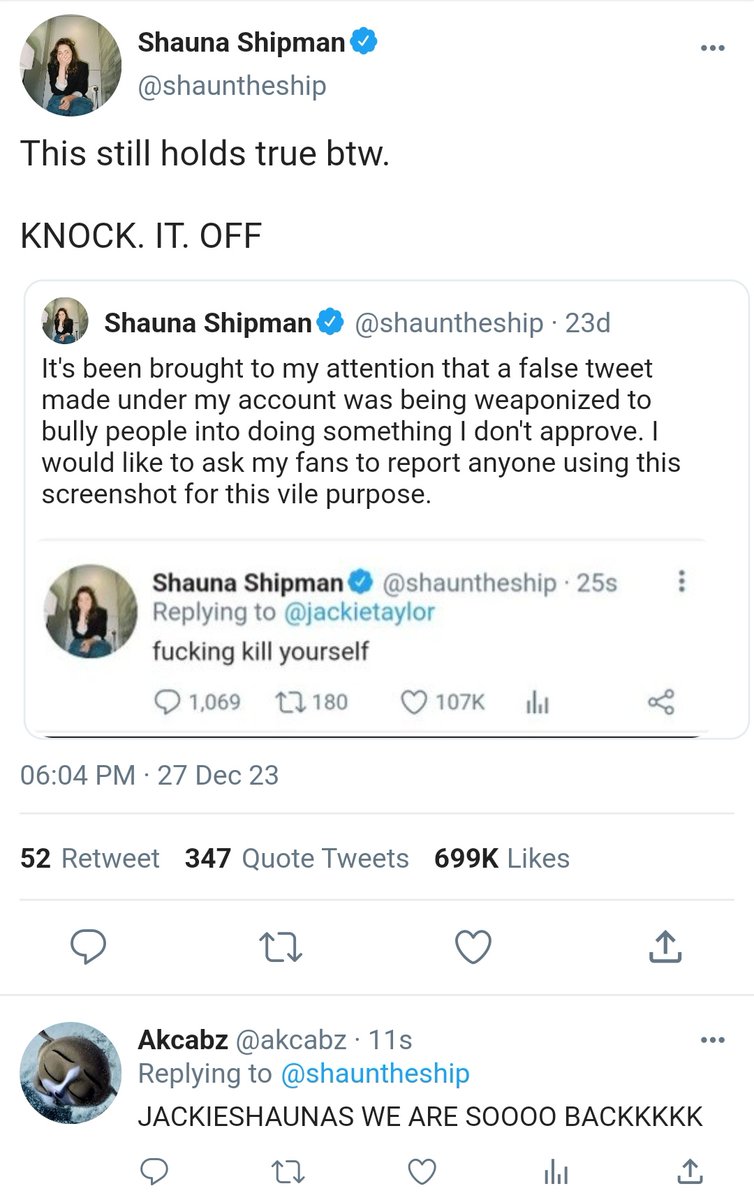 Shauna Shipman
@shauntheship
This still holds true btw.
KNOCK. IT. OFF
Shauna Shipman @shauntheship · 23d
It's been brought to my attention that a false tweet
made under my account was being weaponized to
bully people into doing something I don't approve. I
would like to ask my fans to report anyone using this
screenshot for this vile purpose.
Shauna Shipman @shauntheship · 25s
Replying to @jackietaylor
fucking kill yourself
1,069 180 107K
06:04 PM · 27 Dec 23
52 Retweet 347 Quote Tweets 699K Likes
Akcabz @akcabz · 11s
Replying to @shauntheship
JACKIESHAUNAS WE ARE SOOOO BACKKKKK